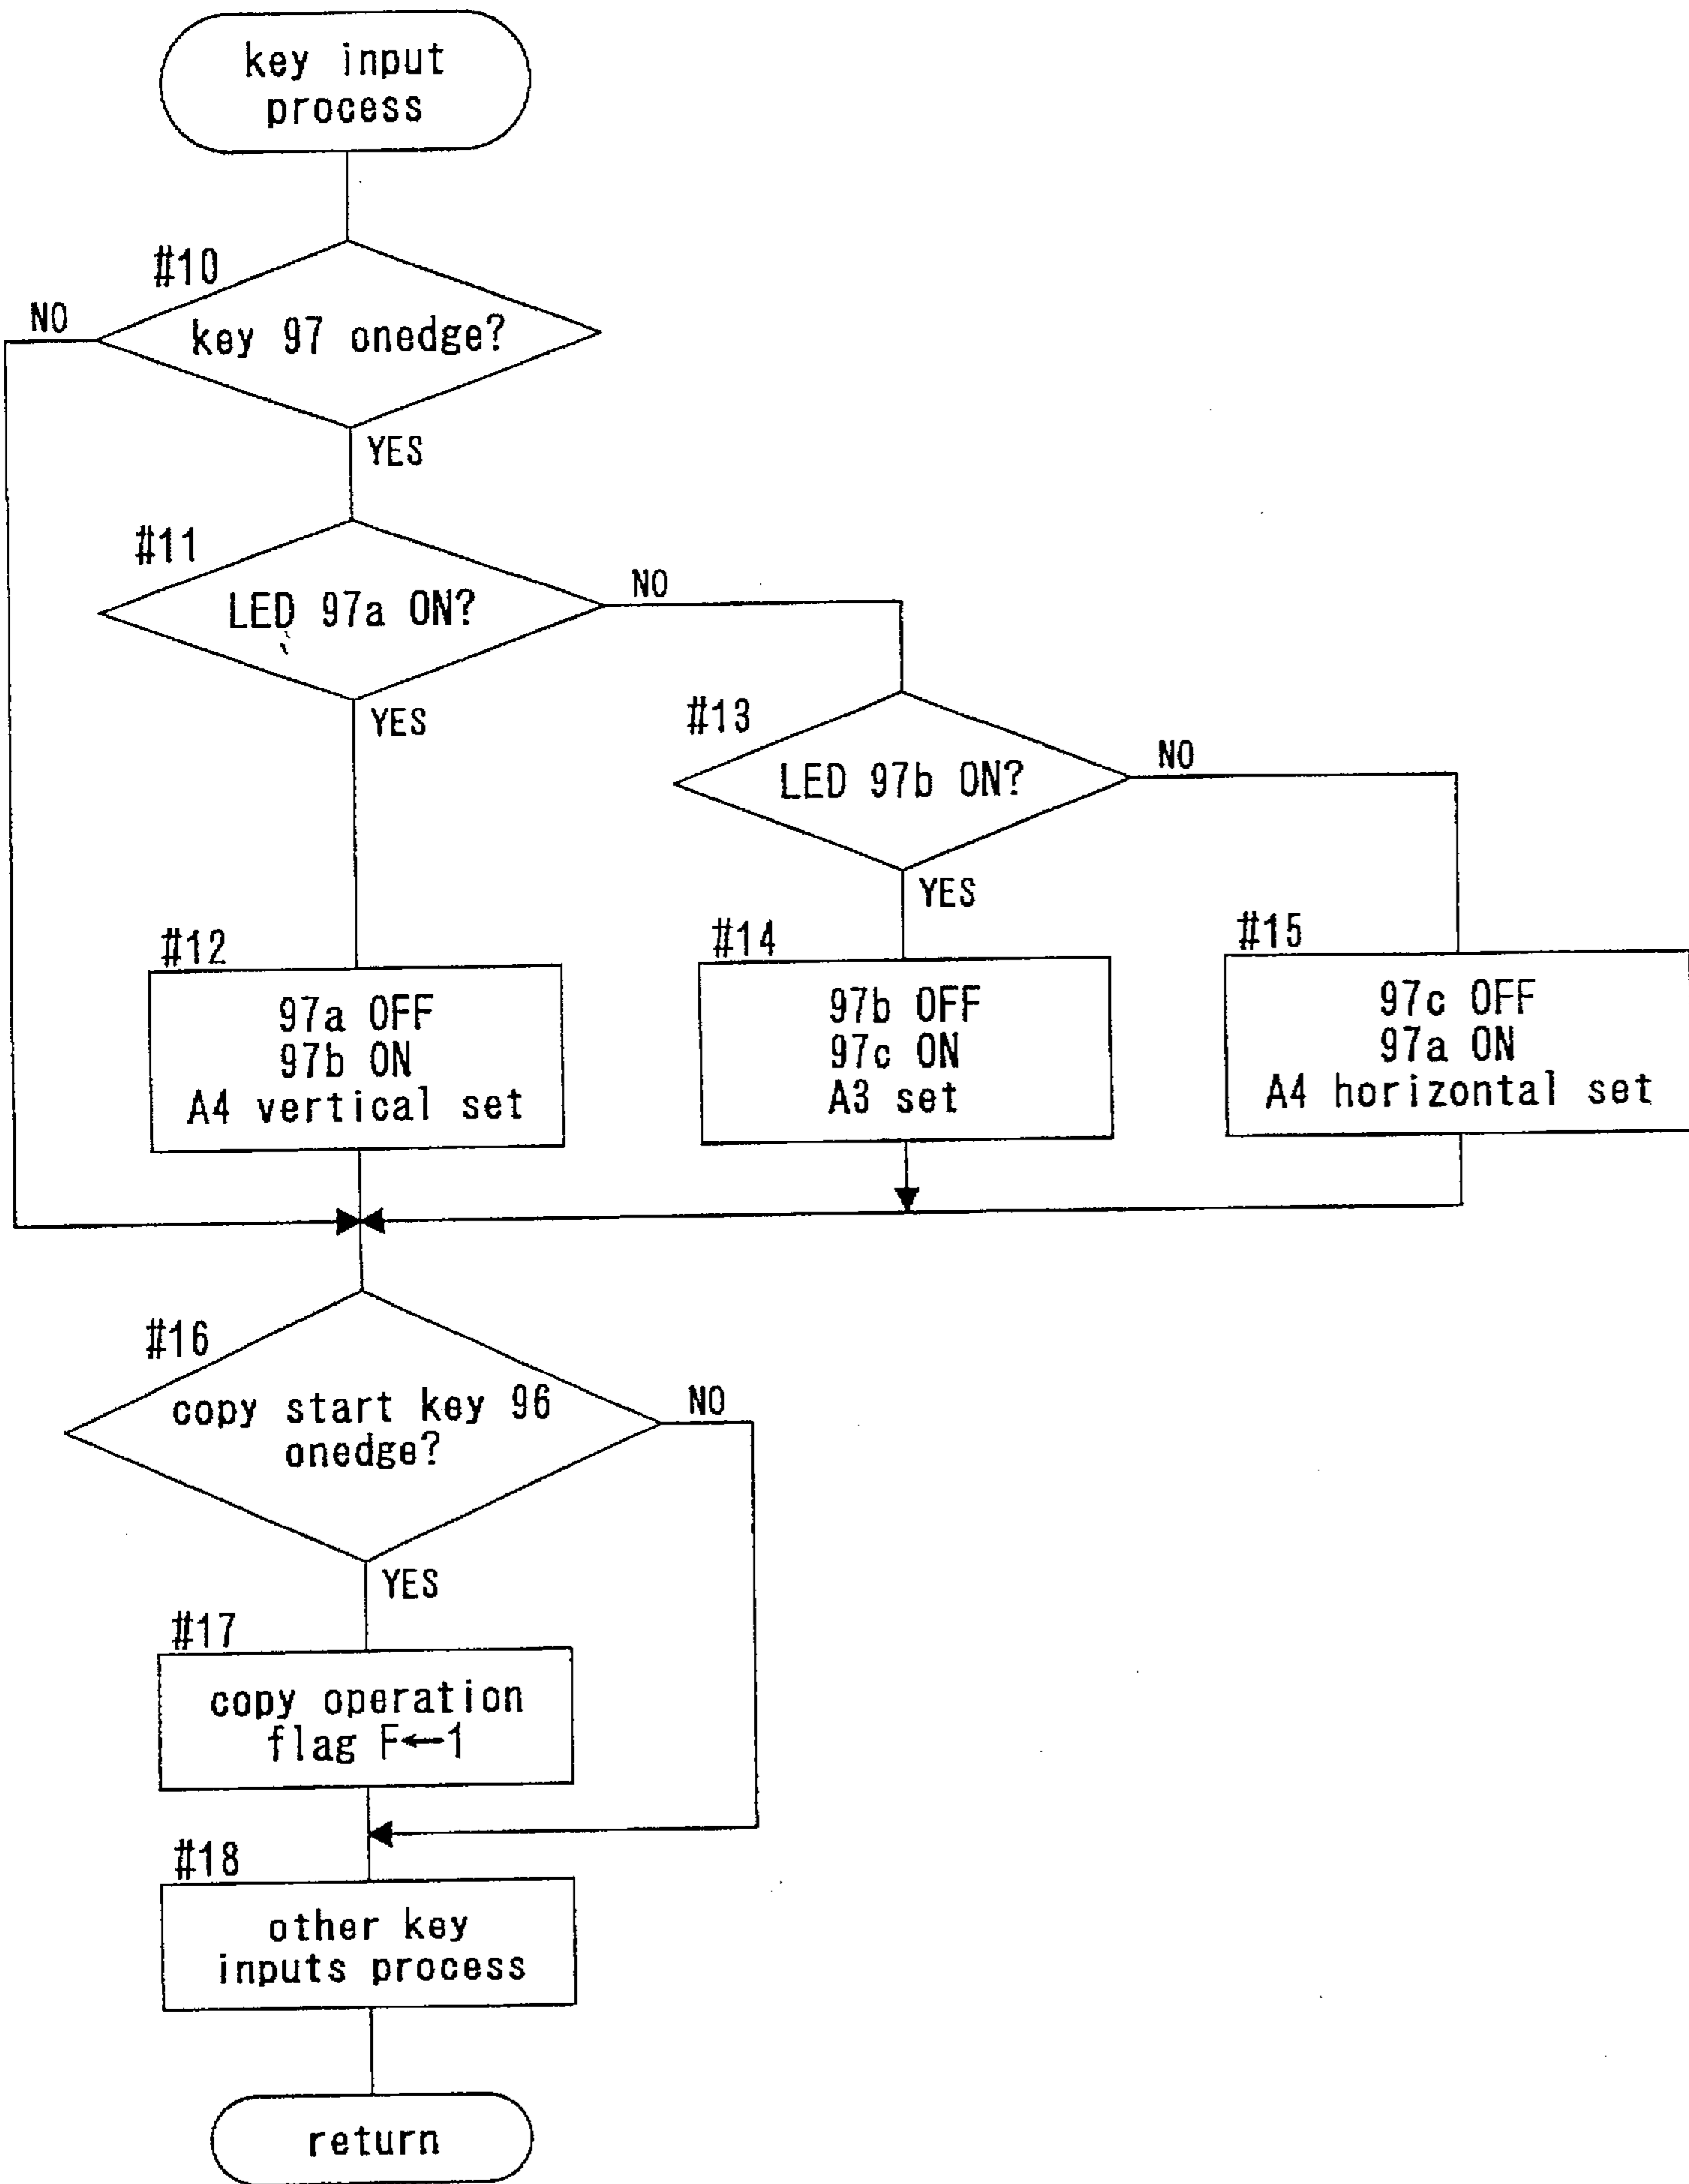 key input
process
#10
NO
key 97 onedge?
YES
#11
LED 97a ON?
NO
YES
#13
LED 97b ON?
NO
YES
#12
97a OFF
97b ON
A4 vertical set
#14
97b OFF
97c ON
A3 set
#15
97c OFF
97a ON
A4 horizontal set
#16
copy start key 96
onedge?
NO
YES
#17
copy operation
flag F←1
#18
other key
inputs process
return